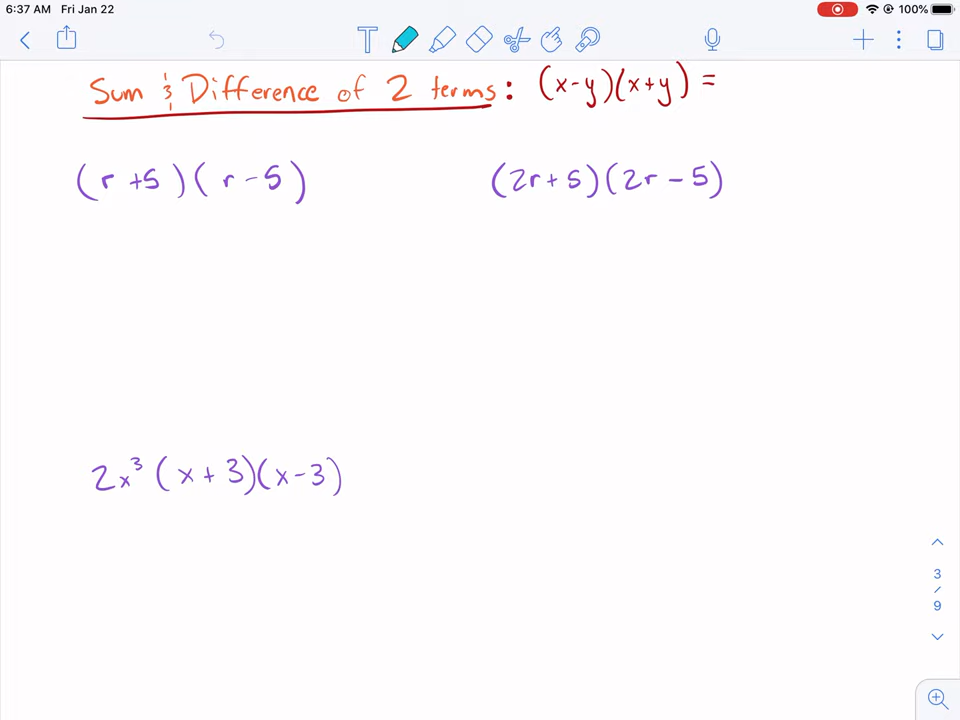 6:37 AM Fri Jan 22 100%
T
Sum & Difference of 2 terms: (x-y)(x+y) =
(r+5)(r-5) (2r+5)(2r-5)
2x³(x+3)(x-3)
3
/
9